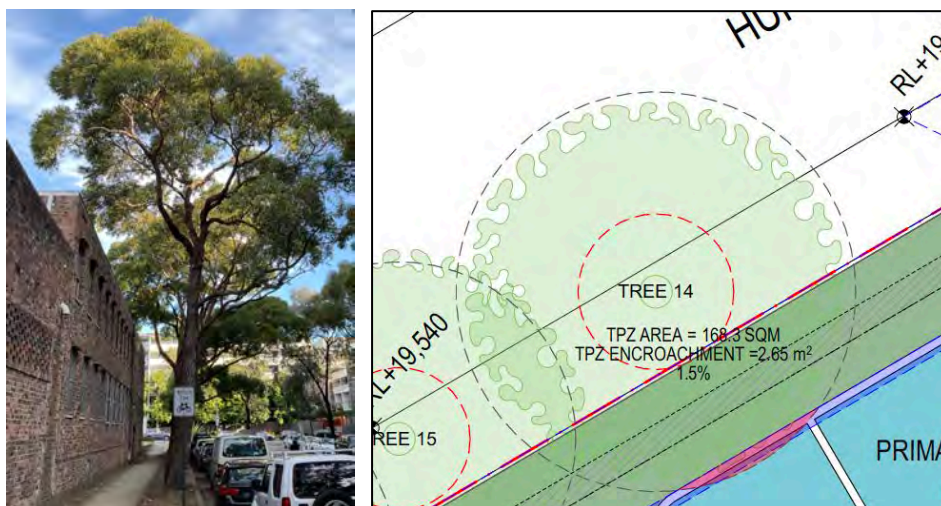 HU
RL+19
TREE 14
TPZ AREA = 168.3 SQM
TPZ ENCROACHMENT =2.65 m²
1.5%
RL+19,540
REE 15
PRIMA